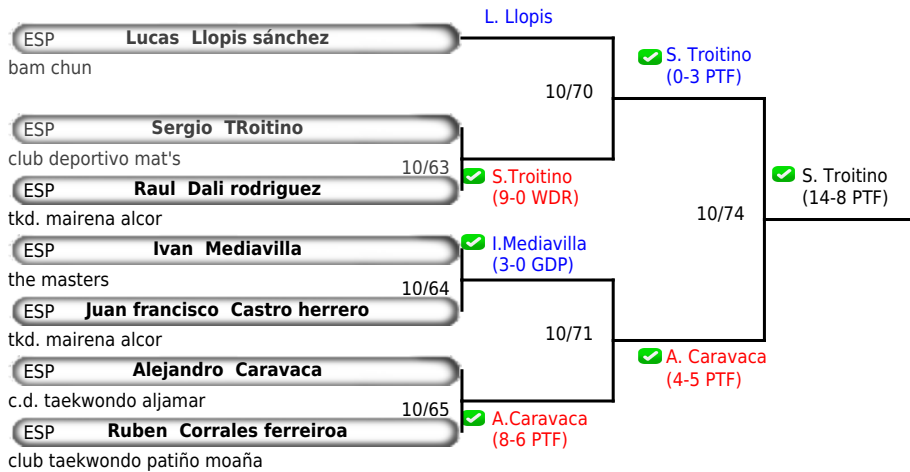 L. Llopis
ESP Lucas Llopis sánchez
bam chun
S. Troitino
(0-3 PTF)
10/70
ESP Sergio TRoitino
club deportivo mat's
10/63
S.Troitino
(9-0 WDR)
ESP Raul Dali rodriguez
tkd. mairena alcor
S. Troitino
(14-8 PTF)
10/74
ESP Ivan Mediavilla
the masters
I.Mediavilla
(3-0 GDP)
10/64
ESP Juan francisco Castro herrero
tkd. mairena alcor
10/71
ESP Alejandro Caravaca
c.d. taekwondo aljamar
A. Caravaca
(4-5 PTF)
10/65
A.Caravaca
(8-6 PTF)
ESP Ruben Corrales ferreiroa
club taekwondo patiño moaña